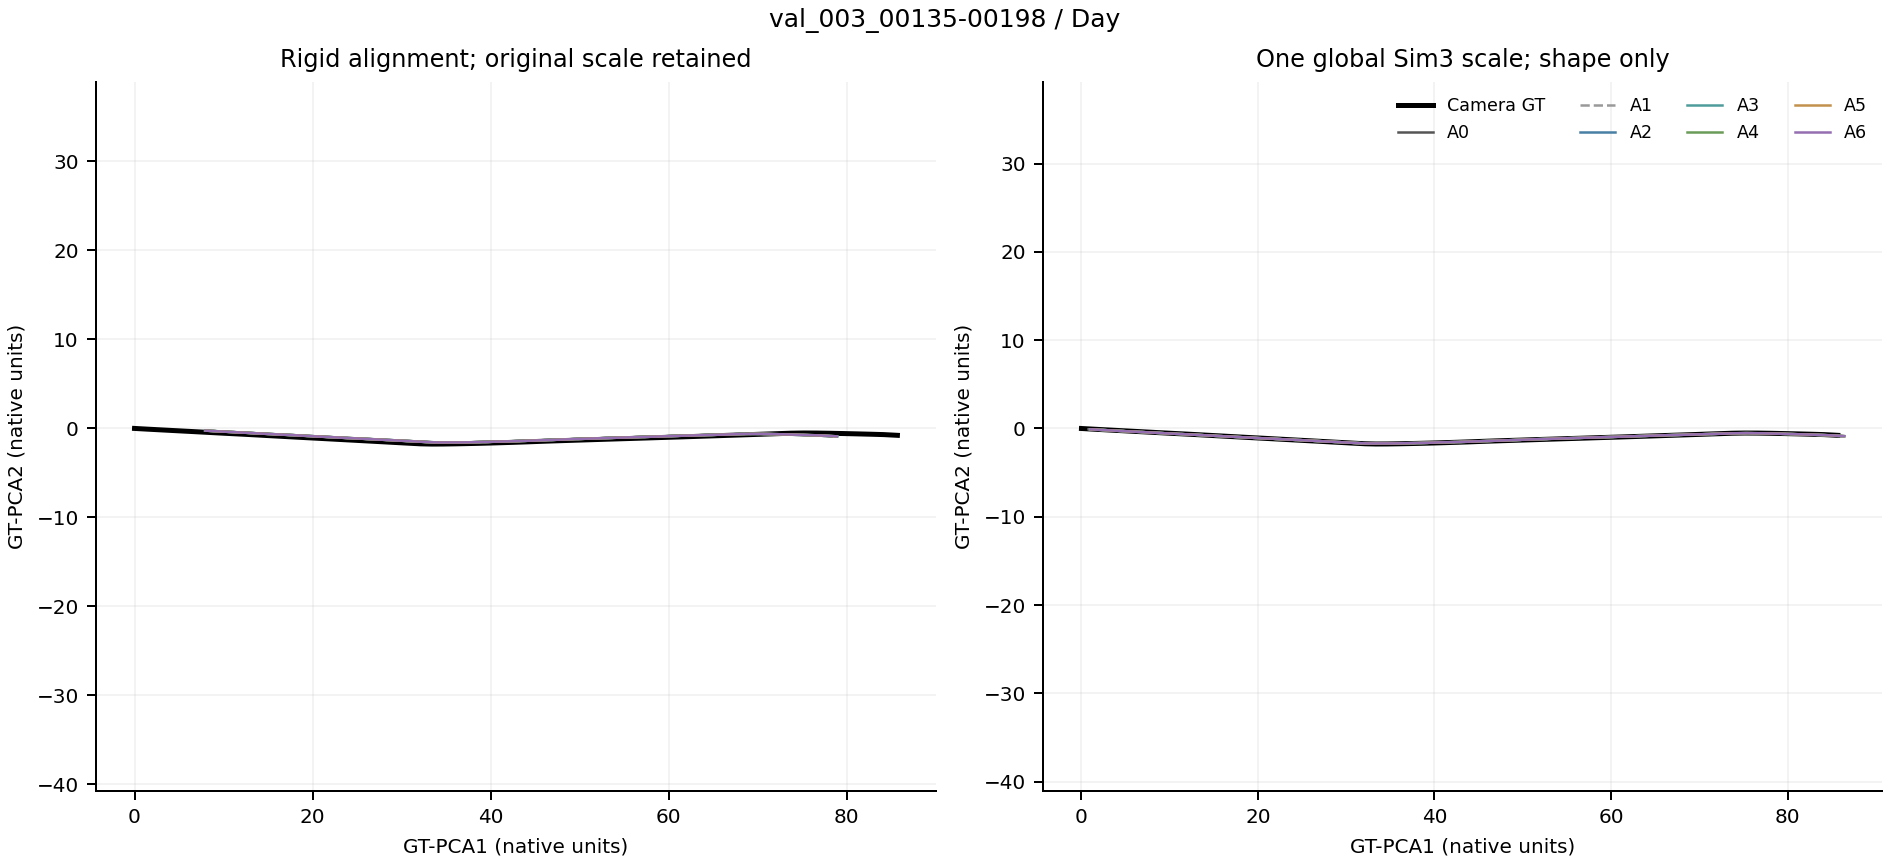 val_003_00135-00198 / Day
Rigid alignment; original scale retained
30
20
10
0
−10
−20
−30
−40
GT-PCA2 (native units)
0 20 40 60 80
GT-PCA1 (native units)
One global Sim3 scale; shape only
Camera GT A1 A3 A5
A0 A2 A4 A6
30
20
10
0
−10
−20
−30
−40
GT-PCA2 (native units)
0 20 40 60 80
GT-PCA1 (native units)